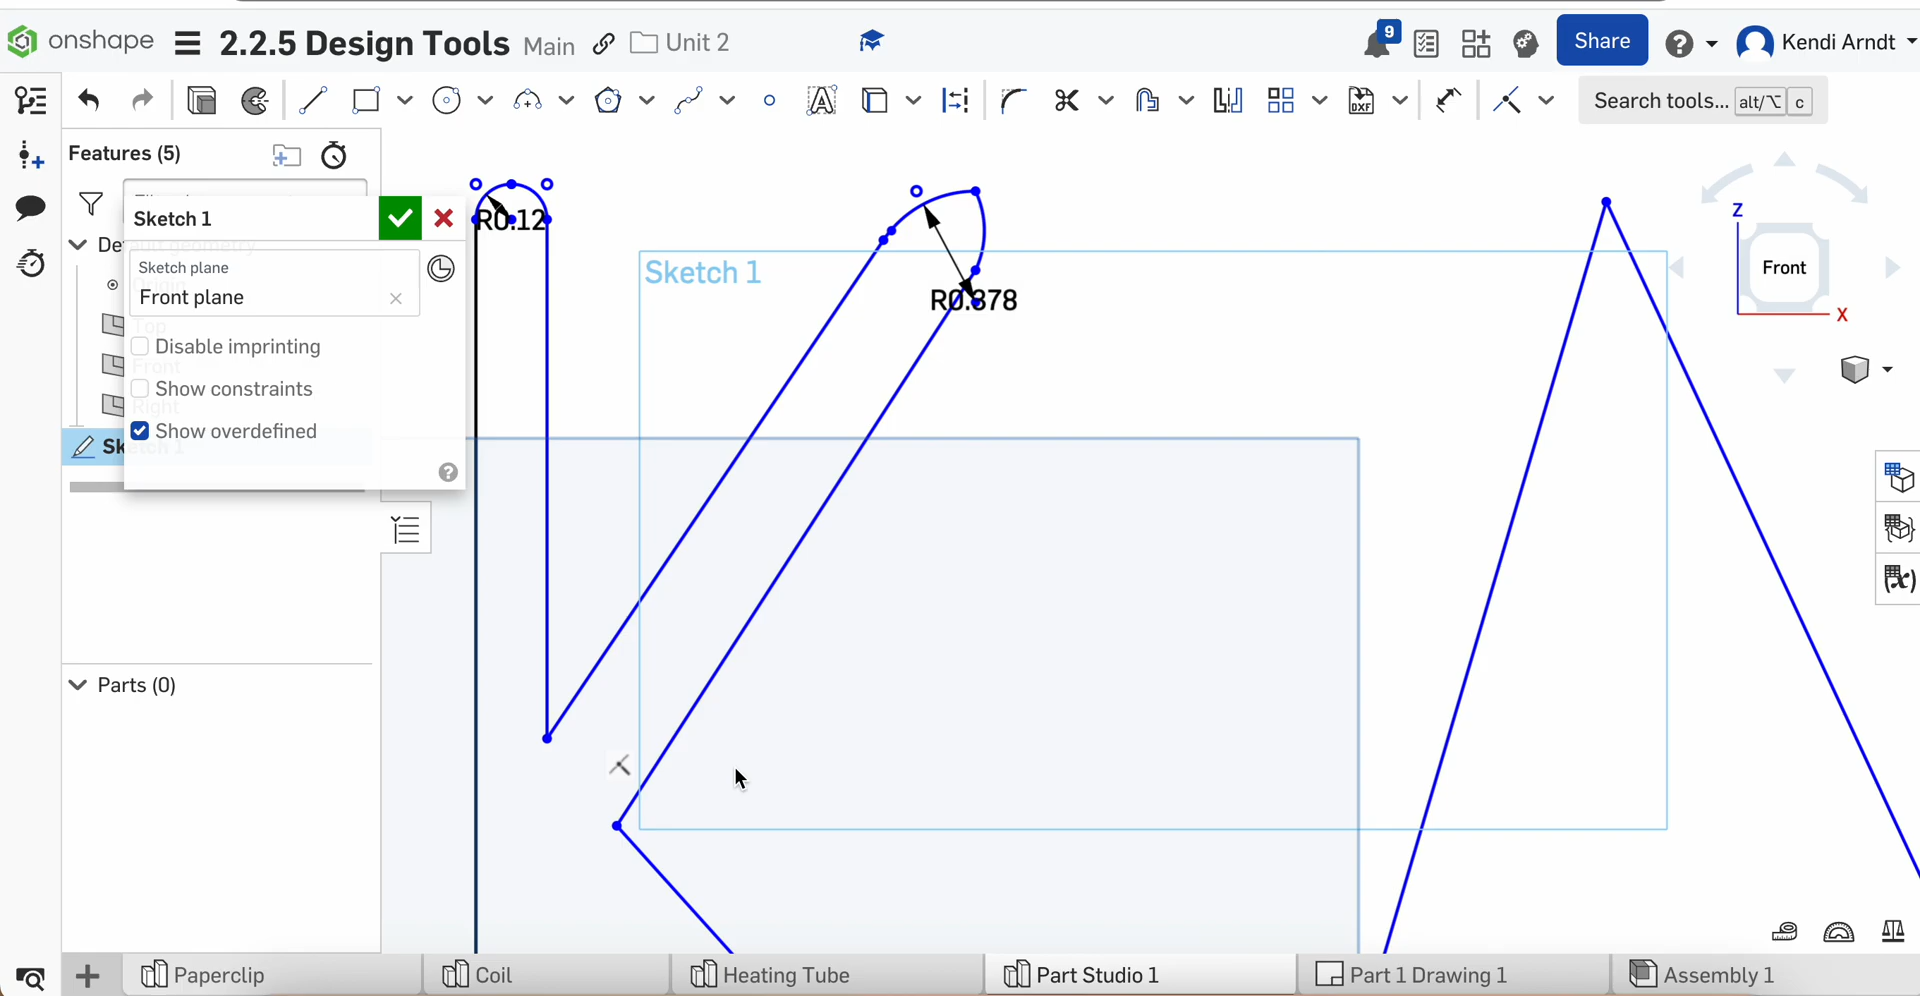 onshape 2.2.5 Design Tools Main Unit 2 9 Share Kendi Arndt
Search tools... alt/⌥ c
Features (5)
Sketch 1
Sketch plane
Front plane
Disable imprinting
Show constraints
Show overdefined
Parts (0)
R0.12
R0.378
Sketch 1
Z
Front
X
Paperclip Coil Heating Tube Part Studio 1 Part 1 Drawing 1 Assembly 1